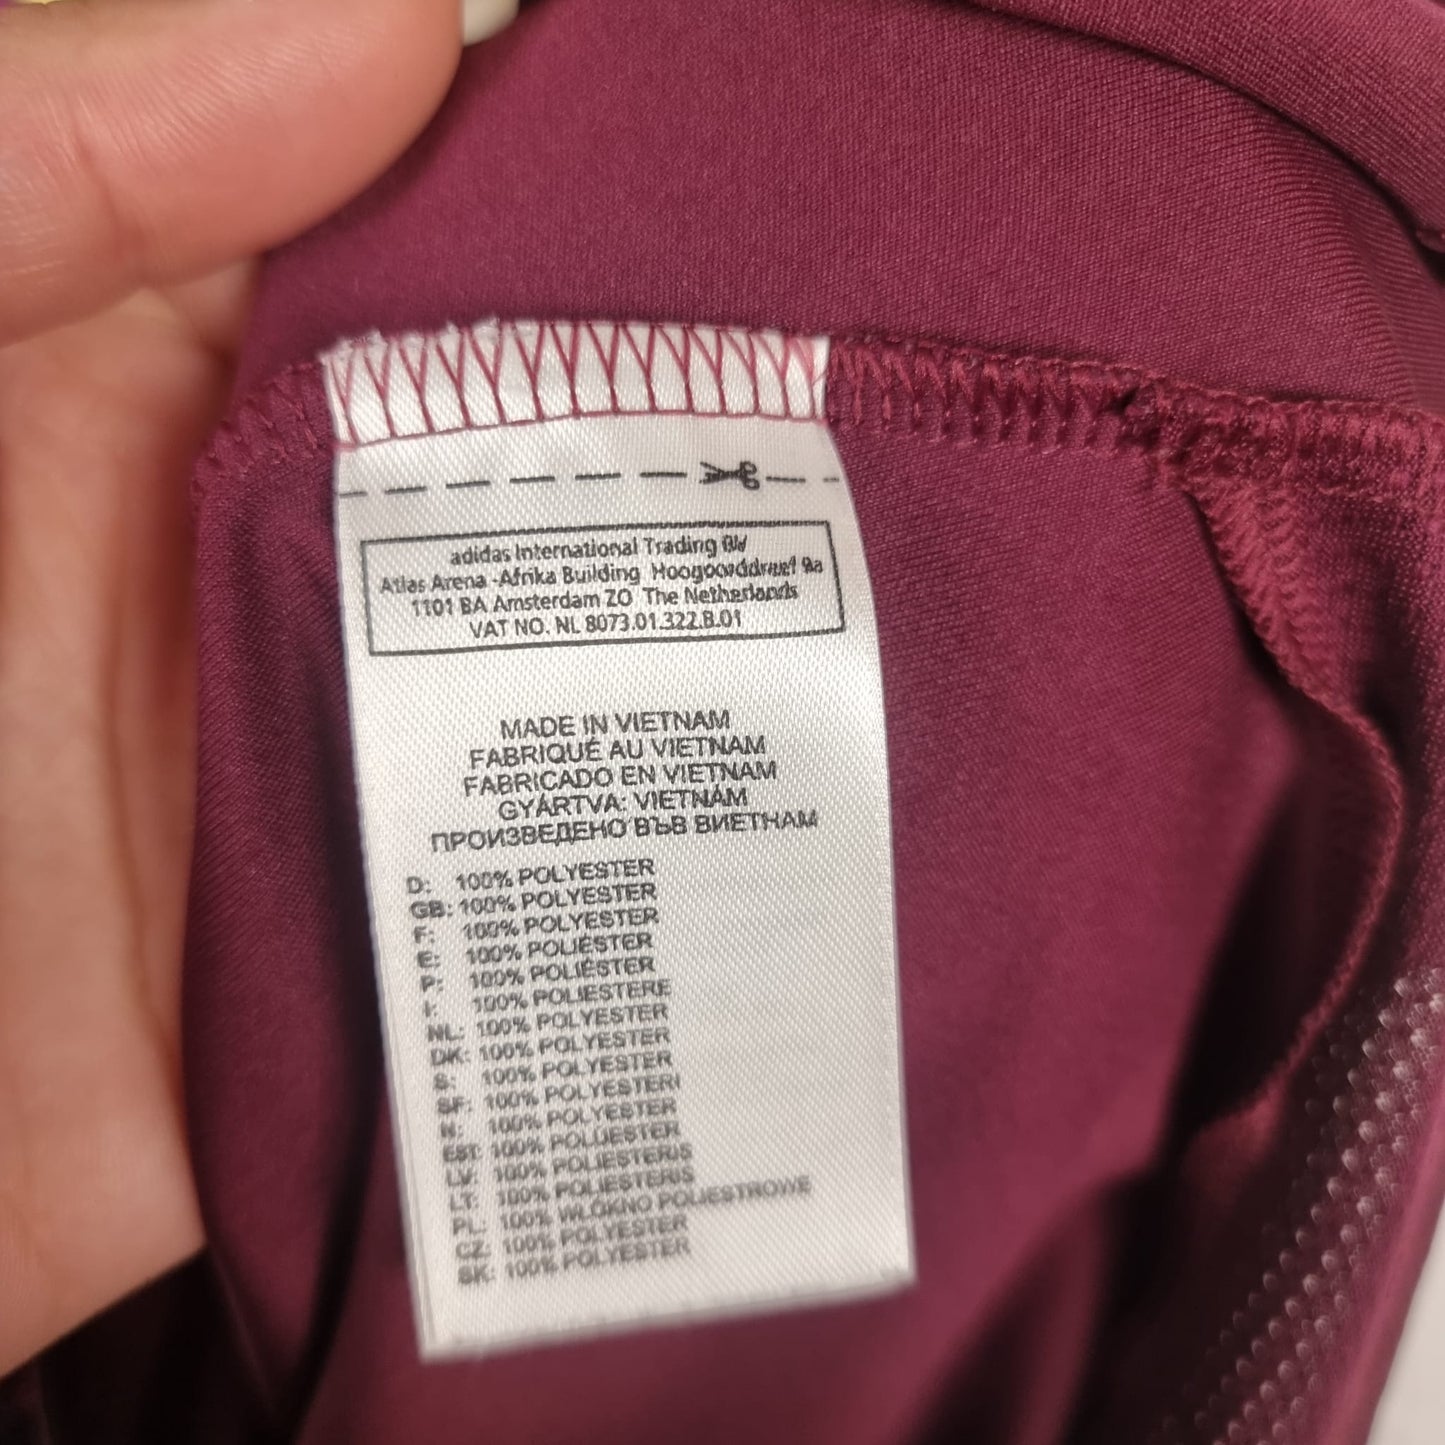 adidas International Trading BV
Atlas Arena -Afrika Building Hoogoorddreef 9a
1101 BA Amsterdam ZO The Netherlands
VAT NO. NL 8073.01.322.B.01
MADE IN VIETNAM
FABRIQUÉ AU VIETNAM
FABRICADO EN VIETNAM
GYÁRTVA: VIETNÁM
ПРОИЗВЕДЕНО ВЪВ ВИЕТНАМ
D: 100% POLYESTER
GB: 100% POLYESTER
F: 100% POLYESTER
E: 100% POLIÉSTER
P: 100% POLIÉSTER
I: 100% POLIESTERE
NL: 100% POLYESTER
DK: 100% POLYESTER
S: 100% POLYESTER
SF: 100% POLYESTERI
N: 100% POLYESTER
EST: 100% POLÜESTER
LV: 100% POLIESTERIS
LT: 100% POLIESTERIS
PL: 100% WŁÓKNO POLIESTROWE
CZ: 100% POLYESTER
SK: 100% POLYESTER